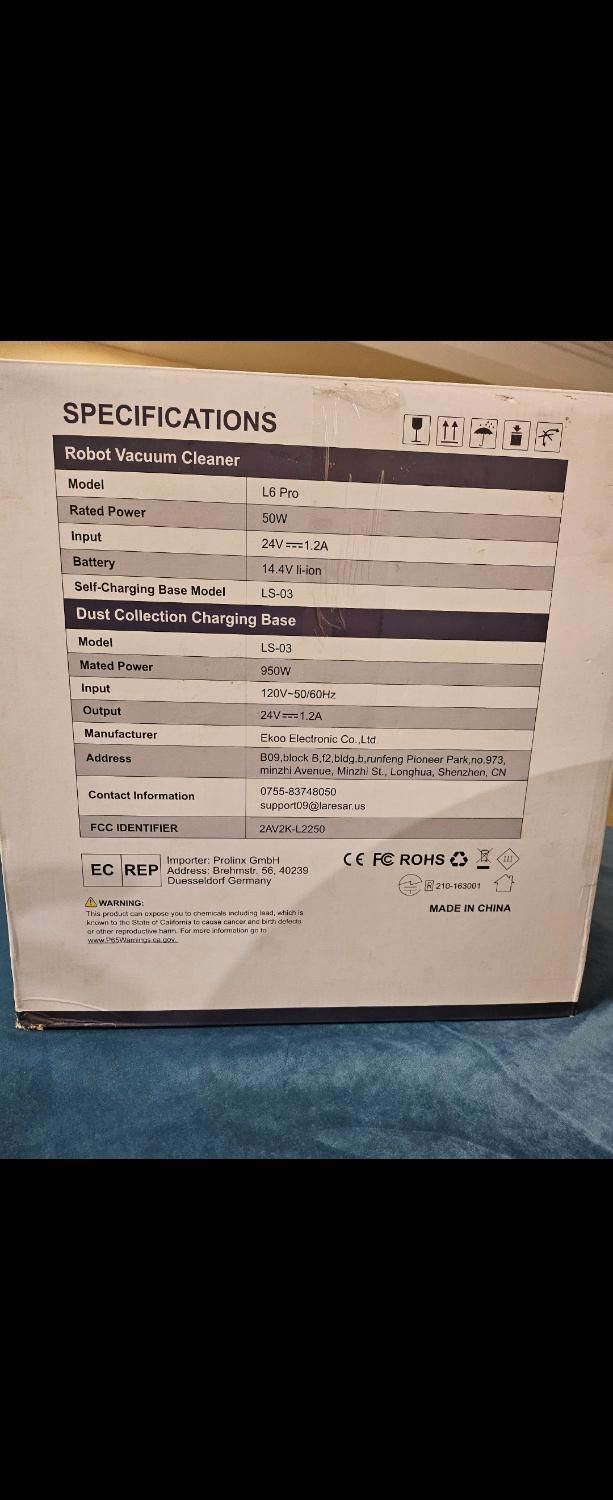 SPECIFICATIONS
Robot Vacuum Cleaner
Model L6 Pro
Rated Power 50W
Input 24V⎓1.2A
Battery 14.4V li-ion
Self-Charging Base Model LS-03
Dust Collection Charging Base
Model LS-03
Mated Power 950W
Input 120V~50/60Hz
Output 24V⎓1.2A
Manufacturer Ekoo Electronic Co.,Ltd
Address B09,block B,f2,bldg.b,runfeng Pioneer Park,no.973,
minzhi Avenue, Minzhi St., Longhua, Shenzhen, CN
Contact Information 0755-83748050
support09@laresar.us
FCC IDENTIFIER 2AV2K-L2250
EC REP
Importer: Prolinx GmbH
Address: Brehmstr. 56, 40239
Duesseldorf Germany
CE FC ROHS
R 210-163001
MADE IN CHINA
WARNING:
This product can expose you to chemicals including lead, which is
known to the State of California to cause cancer and birth defects
or other reproductive harm. For more information go to
www.P65Warnings.ca.gov.